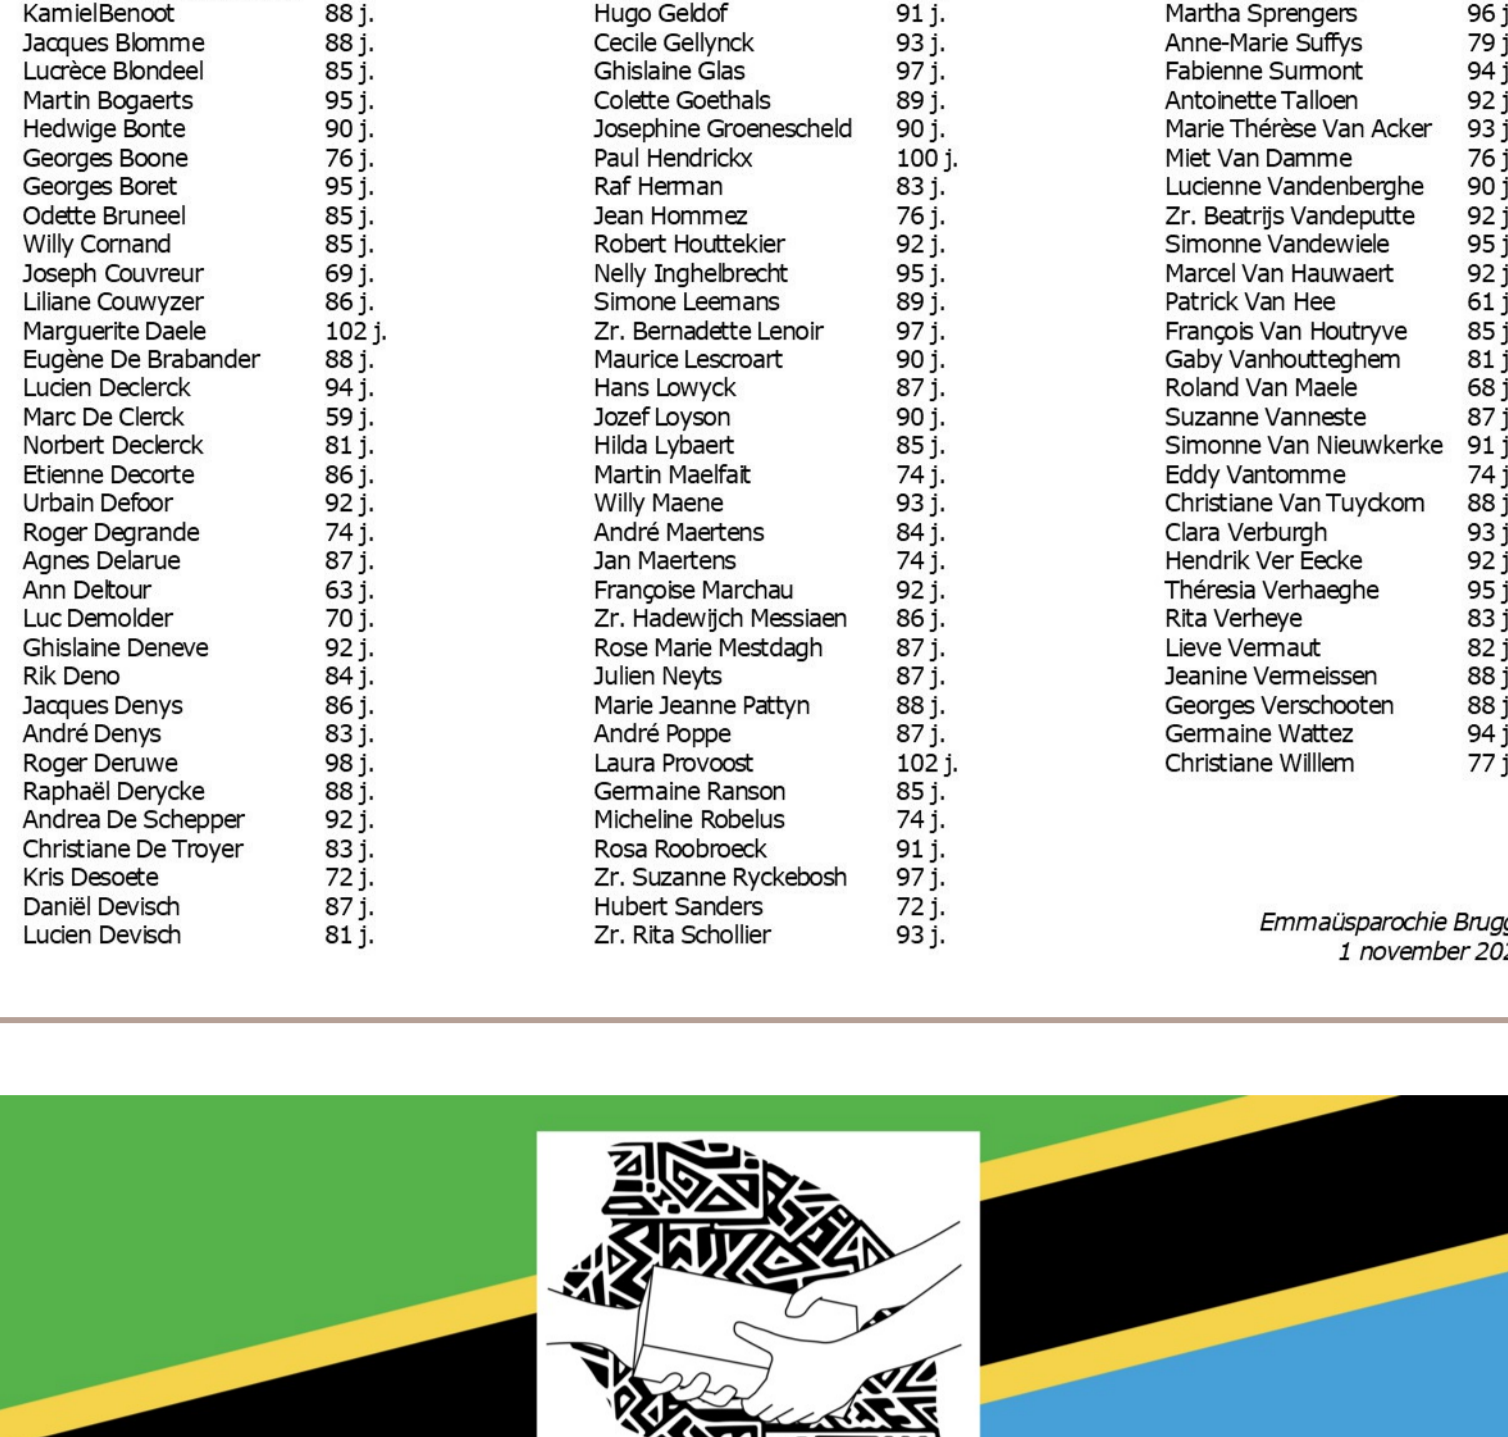 KamielBenoot 88 j.
Jacques Blomme 88 j.
Lucrèce Blondeel 85 j.
Martin Bogaerts 95 j.
Hedwige Bonte 90 j.
Georges Boone 76 j.
Georges Boret 95 j.
Odette Bruneel 85 j.
Willy Cornand 85 j.
Joseph Couvreur 69 j.
Liliane Couwyzer 86 j.
Marguerite Daele 102 j.
Eugène De Brabander 88 j.
Lucien Declerck 94 j.
Marc De Clerck 59 j.
Norbert Declerck 81 j.
Etienne Decorte 86 j.
Urbain Defoor 92 j.
Roger Degrande 74 j.
Agnes Delarue 87 j.
Ann Deltour 63 j.
Luc Demolder 70 j.
Ghislaine Deneve 92 j.
Rik Deno 84 j.
Jacques Denys 86 j.
André Denys 83 j.
Roger Deruwe 98 j.
Raphaël Derycke 88 j.
Andrea De Schepper 92 j.
Christiane De Troyer 83 j.
Kris Desoete 72 j.
Daniël Devisch 87 j.
Lucien Devisch 81 j.
Hugo Geldof 91 j.
Cecile Gellynck 93 j.
Ghislaine Glas 97 j.
Colette Goethals 89 j.
Josephine Groenescheld 90 j.
Paul Hendrickx 100 j.
Raf Herman 83 j.
Jean Hommez 76 j.
Robert Houttekier 92 j.
Nelly Inghelbrecht 95 j.
Simone Leemans 89 j.
Zr. Bernadette Lenoir 97 j.
Maurice Lescroart 90 j.
Hans Lowyck 87 j.
Jozef Loyson 90 j.
Hilda Lybaert 85 j.
Martin Maelfait 74 j.
Willy Maene 93 j.
André Maertens 84 j.
Jan Maertens 74 j.
Françoise Marchau 92 j.
Zr. Hadewijch Messiaen 86 j.
Rose Marie Mestdagh 87 j.
Julien Neyts 87 j.
Marie Jeanne Pattyn 88 j.
André Poppe 87 j.
Laura Provoost 102 j.
Germaine Ranson 85 j.
Micheline Robelus 74 j.
Rosa Roobroeck 91 j.
Zr. Suzanne Ryckebosh 97 j.
Hubert Sanders 72 j.
Zr. Rita Schollier 93 j.
Martha Sprengers 96 j
Anne-Marie Suffys 79 j
Fabienne Surmont 94 j
Antoinette Talloen 92 j
Marie Thérèse Van Acker 93 j
Miet Van Damme 76 j
Lucienne Vandenberghe 90 j
Zr. Beatrijs Vandeputte 92 j
Simonne Vandewiele 95 j
Marcel Van Hauwaert 92 j
Patrick Van Hee 61 j
François Van Houtryve 85 j
Gaby Vanhoutteghem 81 j
Roland Van Maele 68 j
Suzanne Vanneste 87 j
Simonne Van Nieuwkerke 91 j
Eddy Vantomme 74 j
Christiane Van Tuyckom 88 j
Clara Verburgh 93 j
Hendrik Ver Eecke 92 j
Théresia Verhaeghe 95 j
Rita Verheye 83 j
Lieve Vermaut 82 j
Jeanine Vermeissen 88 j
Georges Verschooten 88 j
Germaine Wattez 94 j
Christiane Willlem 77 j
Emmaüsparochie Brugg
1 november 202